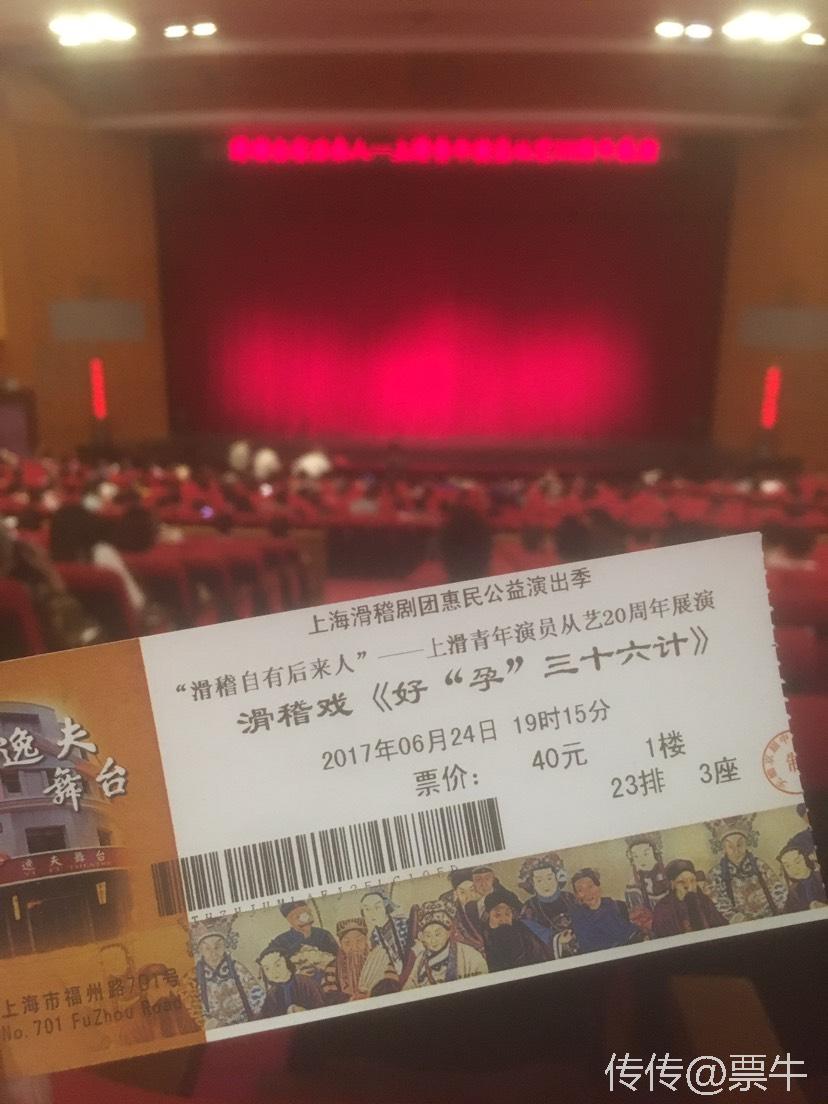 上海滑稽剧团惠民公益演出季
“滑稽自有后来人”——上滑青年演员从艺20周年展演
滑稽戏《好“孕”三十六计》
2017年06月24日 19时15分
票价： 40元 1楼
23排 3座
逸夫
舞台
逸夫舞台
上海市福州路701号
No.701 FuZhou Road
传传@票牛